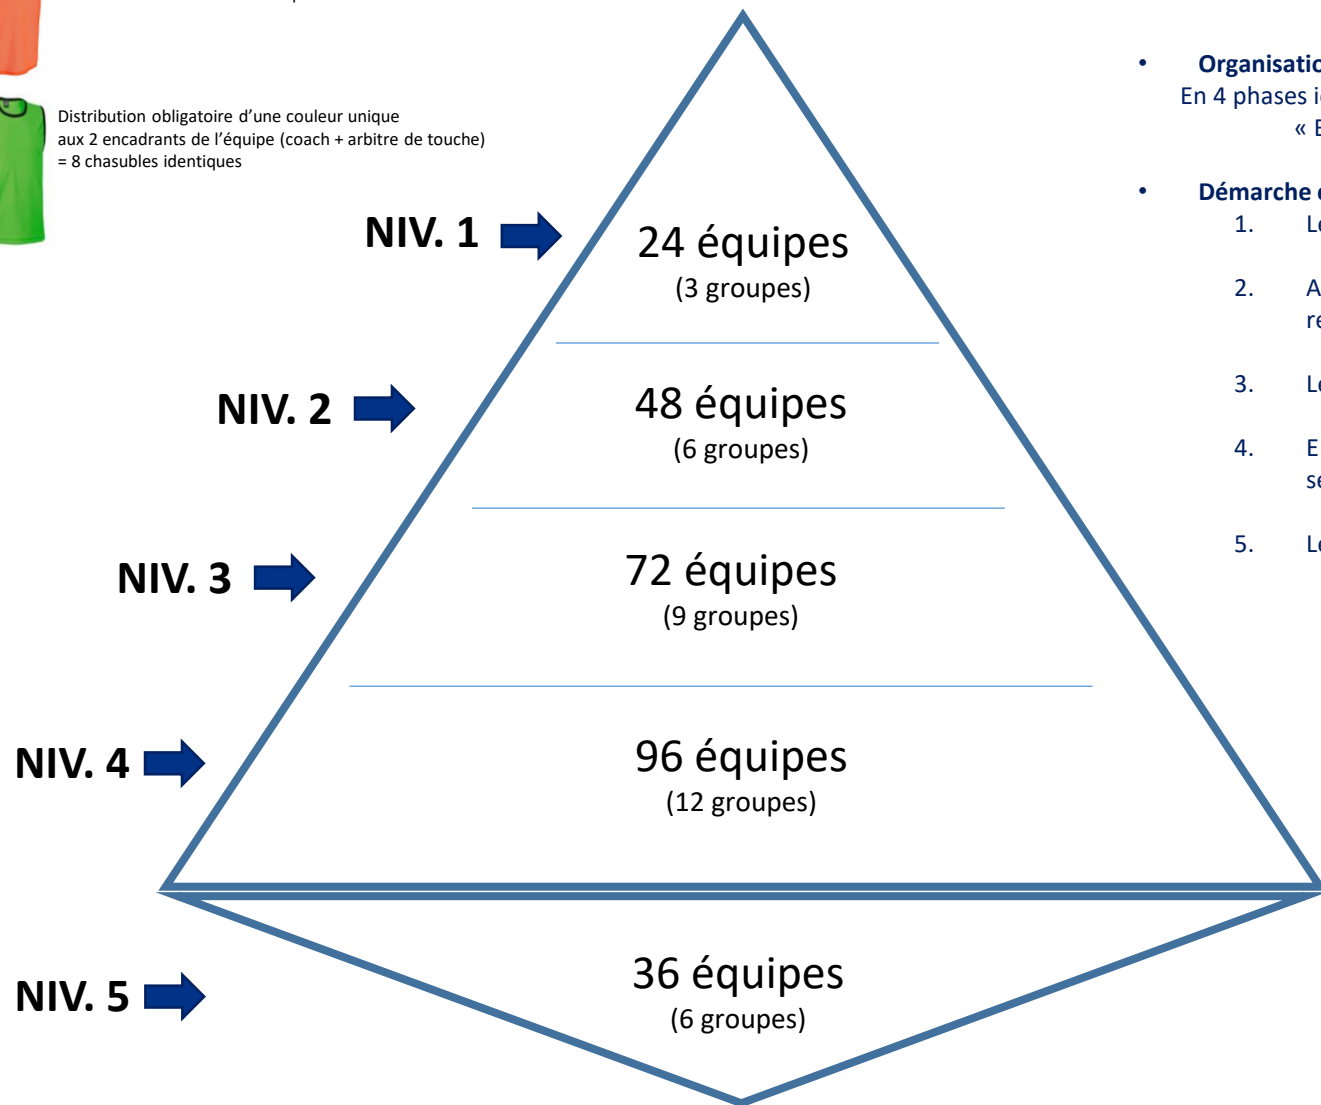 Distribution obligatoire d'une couleur unique
aux 2 encadrants de l'équipe (coach + arbitre de touche)
= 8 chasubles identiques
NIV. 1
24 équipes
(3 groupes)
NIV. 2
48 équipes
(6 groupes)
NIV. 3
72 équipes
(9 groupes)
NIV. 4
96 équipes
(12 groupes)
NIV. 5
36 équipes
(6 groupes)
•
En 4 phases
«
• Démarche
1.
2.
3.
4.
5.